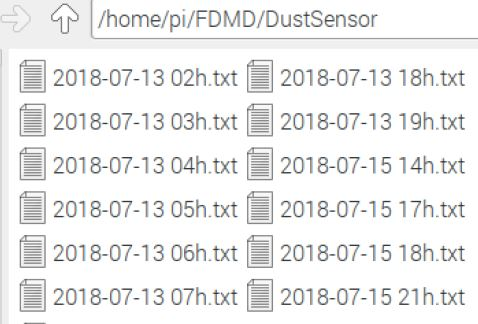 /home/pi/FDMD/DustSensor
2018-07-13 02h.txt 2018-07-13 18h.txt
2018-07-13 03h.txt 2018-07-13 19h.txt
2018-07-13 04h.txt 2018-07-15 14h.txt
2018-07-13 05h.txt 2018-07-15 17h.txt
2018-07-13 06h.txt 2018-07-15 18h.txt
2018-07-13 07h.txt 2018-07-15 21h.txt